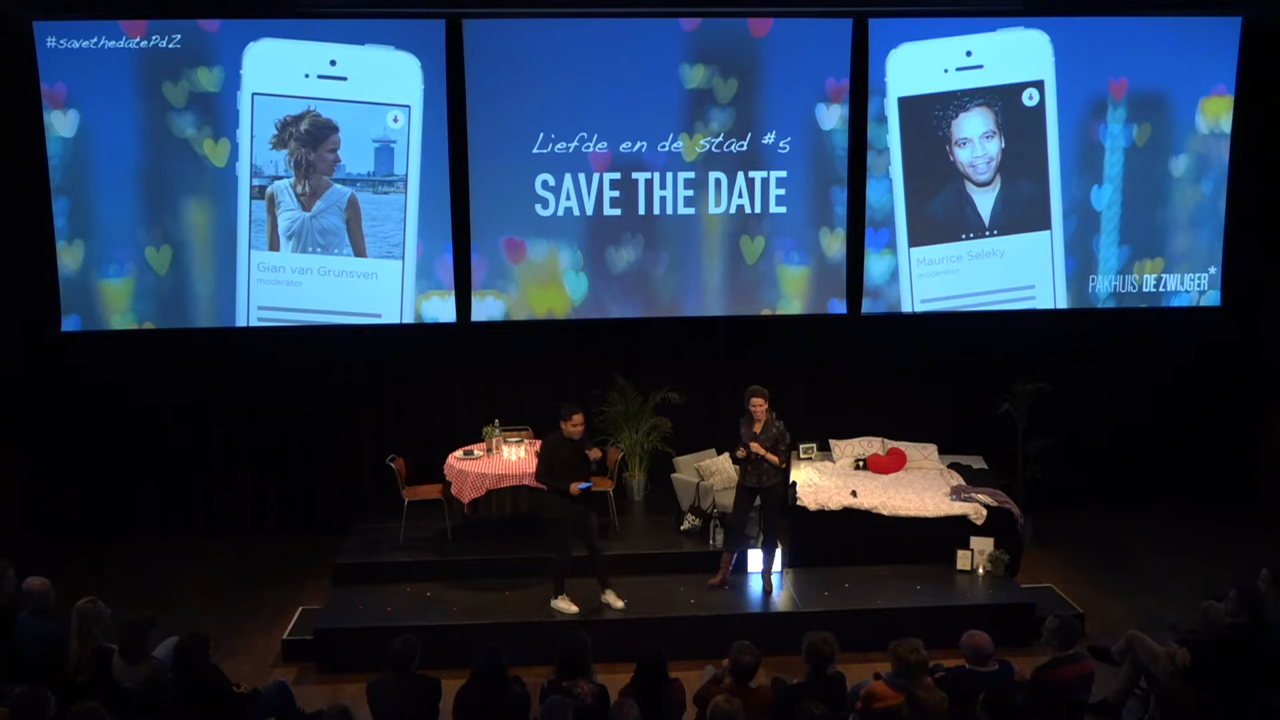 #savethedatePdZ
Gian van Grunsven
moderator
Liefde en de stad #5
SAVE THE DATE
Maurice Seleky
moderator
PAKHUIS DE ZWIJGER*